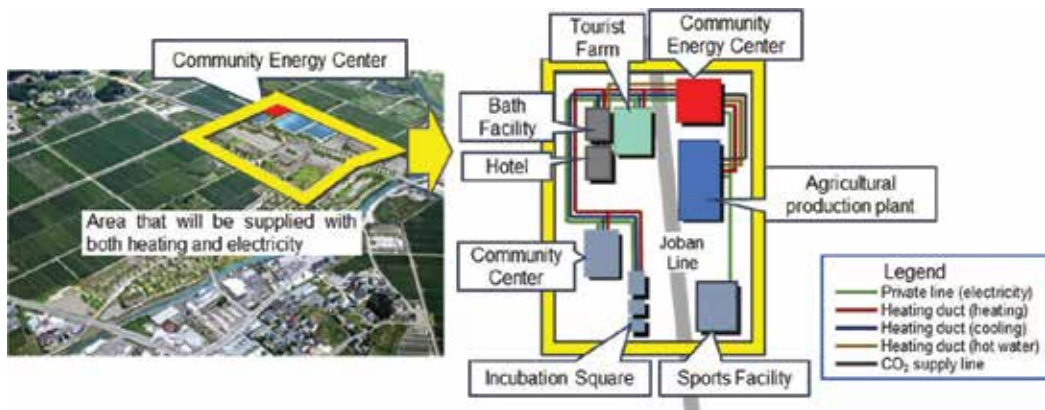 Community Energy Center
Area that will be supplied with
both heating and electricity
Tourist
Farm
Community
Energy Center
Bath
Facility
Hotel
Agricultural
production plant
Community
Center
Joban
Line
Incubation Square
Sports Facility
Legend
Private line (electricity)
Heating duct (heating)
Heating duct (cooling)
Heating duct (hot water)
CO₂ supply line